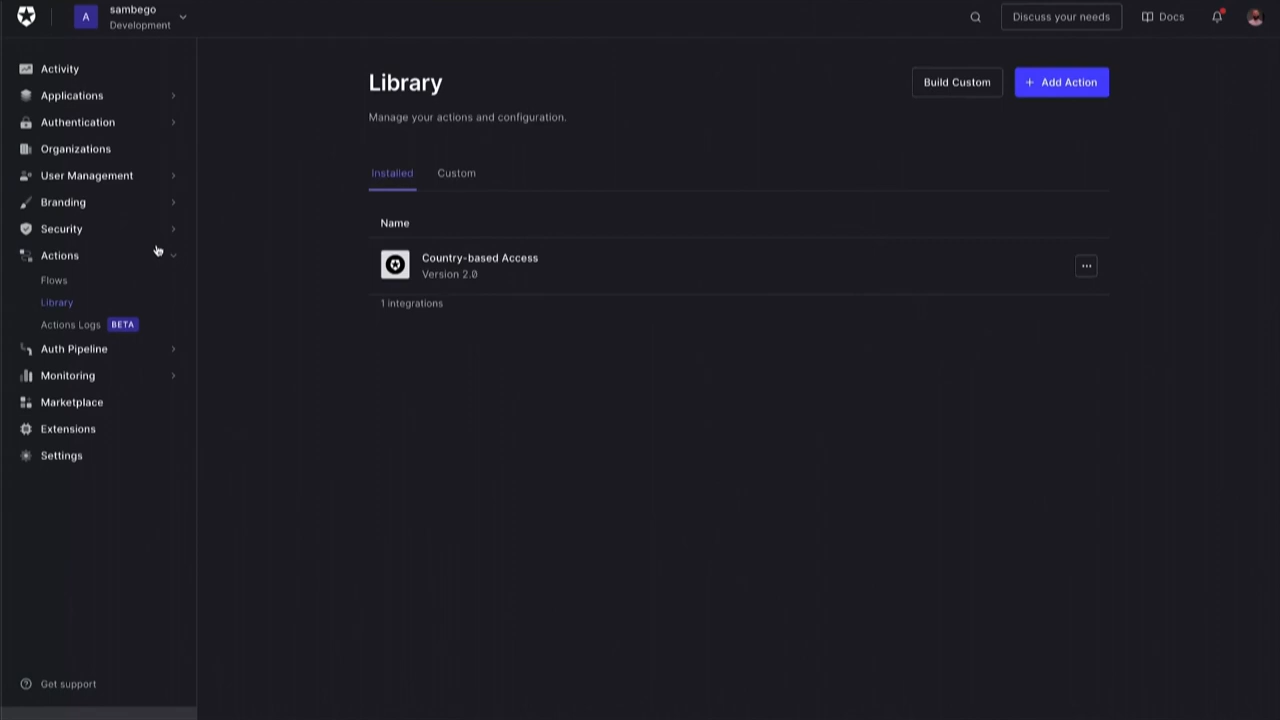 A
sambego
Development
Discuss your needs
Docs
Activity
Applications
Authentication
Organizations
User Management
Branding
Security
Actions
Flows
Library
Actions Logs BETA
Auth Pipeline
Monitoring
Marketplace
Extensions
Settings
Get support
Library
Build Custom
+ Add Action
Manage your actions and configuration.
Installed
Custom
Name
Country-based Access
Version 2.0
1 integrations